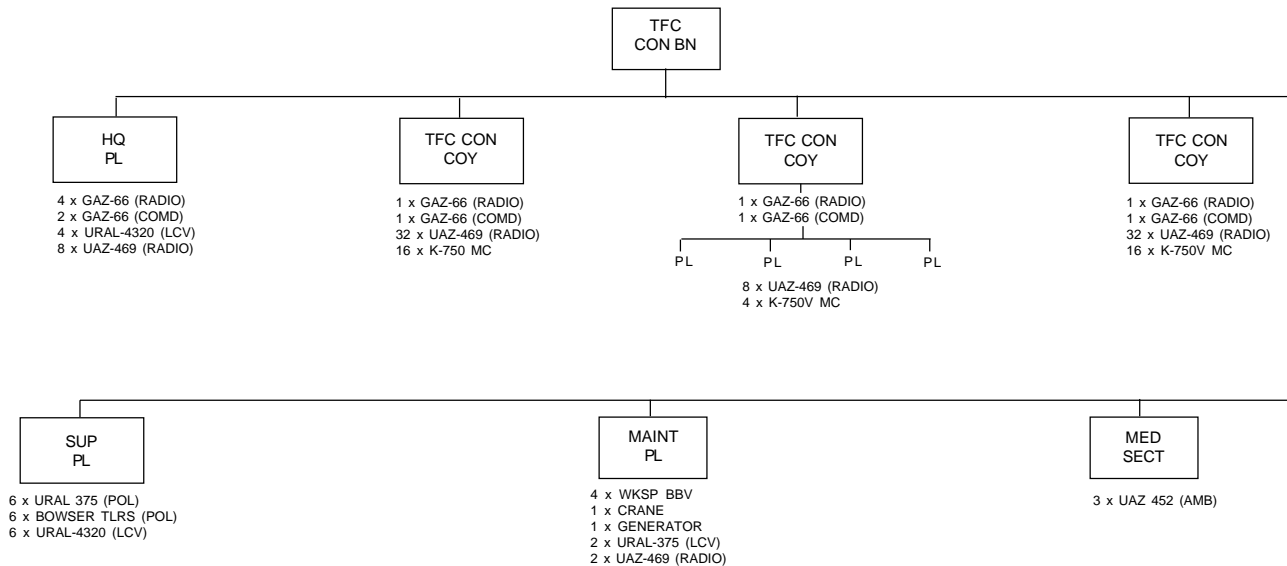 TFC
CON BN
HQ
PL
4 x GAZ-66 (RADIO)
2 x GAZ-66 (COMD)
4 x URAL-4320 (LCV)
8 x UAZ-469 (RADIO)
TFC CON
COY
1 x GAZ-66 (RADIO)
1 x GAZ-66 (COMD)
32 x UAZ-469 (RADIO)
16 x K-750 MC
TFC CON
COY
1 x GAZ-66 (RADIO)
1 x GAZ-66 (COMD)
PL
PL
PL
PL
8 x UAZ-469 (RADIO)
4 x K-750V MC
TFC CON
COY
1 x GAZ-66 (RADIO)
1 x GAZ-66 (COMD)
32 x UAZ-469 (RADIO)
16 x K-750V MC
SUP
PL
6 x URAL 375 (POL)
6 x BOWSER TLRS (POL)
6 x URAL-4320 (LCV)
MAINT
PL
4 x WKSP BBV
1 x CRANE
1 x GENERATOR
2 x URAL-375 (LCV)
2 x UAZ-469 (RADIO)
MED
SECT
3 x UAZ 452 (AMB)